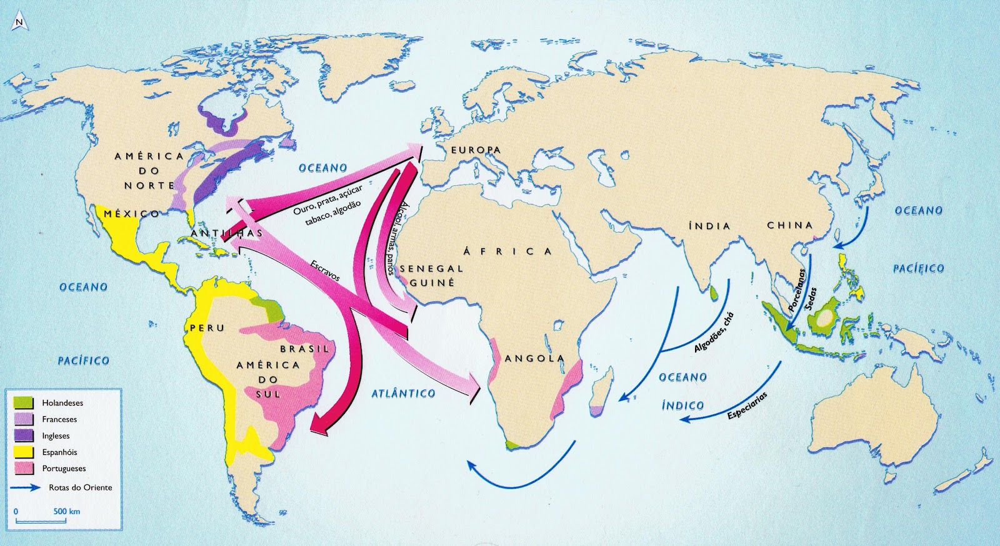 N
AMÉRICA
DO
NORTE
MÉXICO
ANTILHAS
OCEANO
Ouro, prata, açúcar
tabaco, algodão
EUROPA
Álcool, armas, panos
Escravos
ÁFRICA
SENEGAL
GUINÉ
ANGOLA
ÍNDIA
CHINA
OCEANO
PACÍFICO
OCEANO
PACÍFICO
PERU
BRASIL
AMÉRICA
DO
SUL
ATLÂNTICO
Porcelanas
Sedas
Algodões, chá
OCEANO
ÍNDICO
Especiarias
Holandeses
Franceses
Ingleses
Espanhóis
Portugueses
Rotas do Oriente
0 500 km